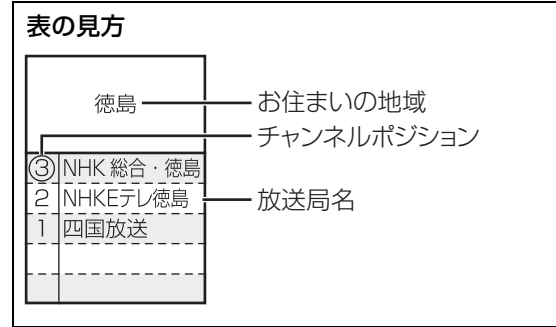 表の見方
徳島
お住まいの地域
チャンネルポジション
③ NHK 総合・徳島
2 NHKEテレ徳島
放送局名
1 四国放送